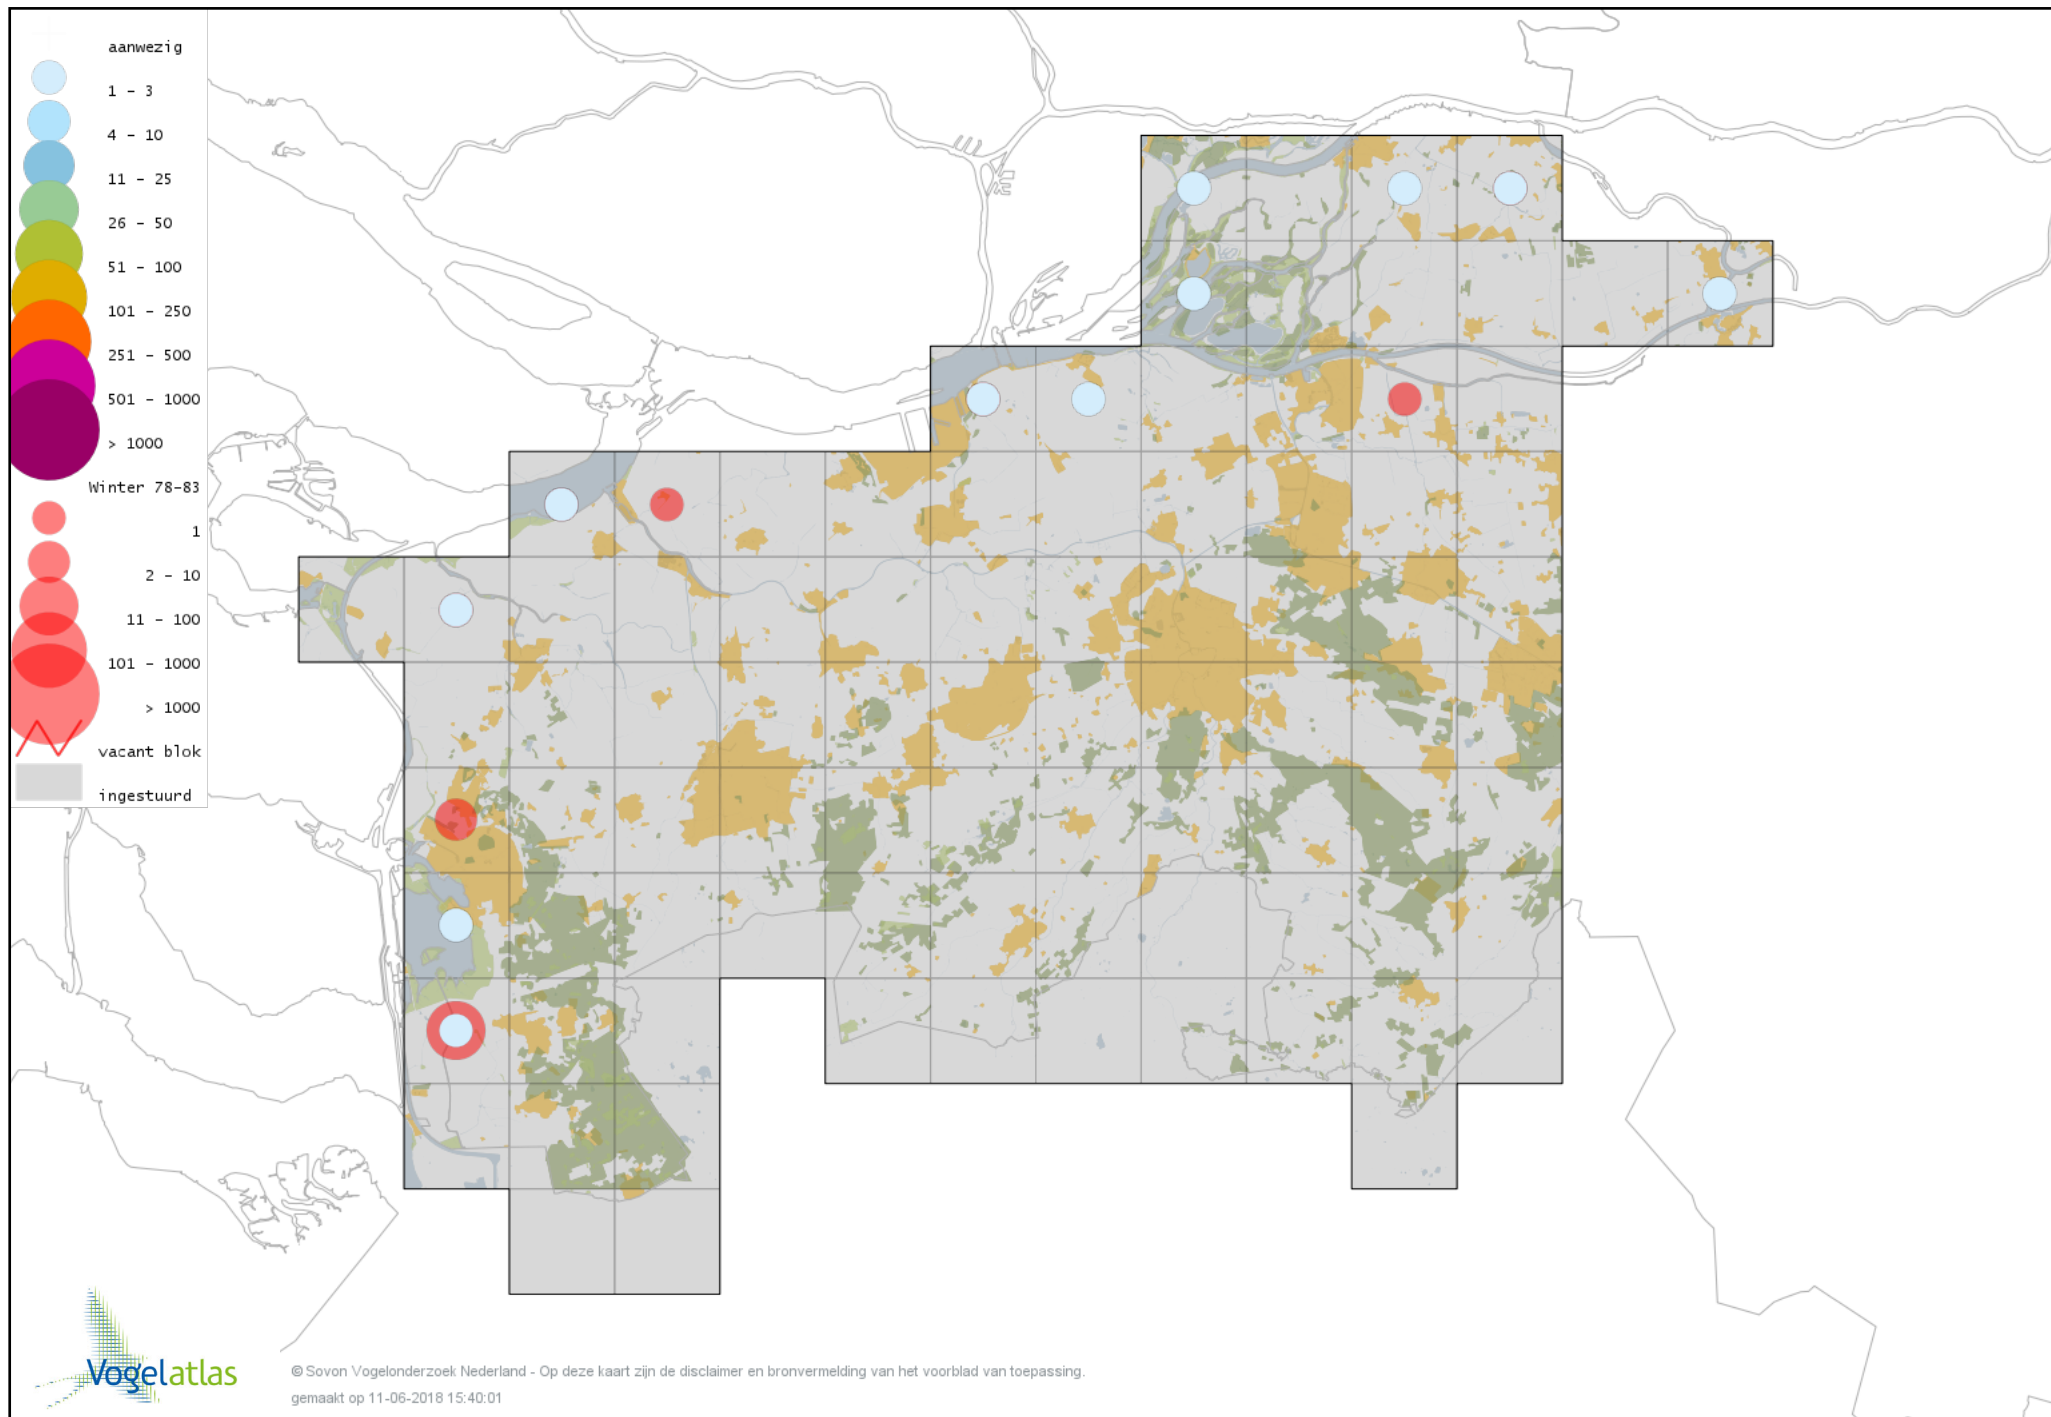 aanwezig
1 - 3
4 - 10
11 - 25
26 - 50
51 - 100
101 - 250
251 - 500
501 - 1000
> 1000
Winter 78-83
1
2 - 10
11 - 100
101 - 1000
> 1000
vacant blok
ingestuurd
Vogelatlas
© Sovon Vogelonderzoek Nederland - Op deze kaart zijn de disclaimer en bronvermelding van het voorblad van toepassing.
gemaakt op 11-06-2018 15:40:01